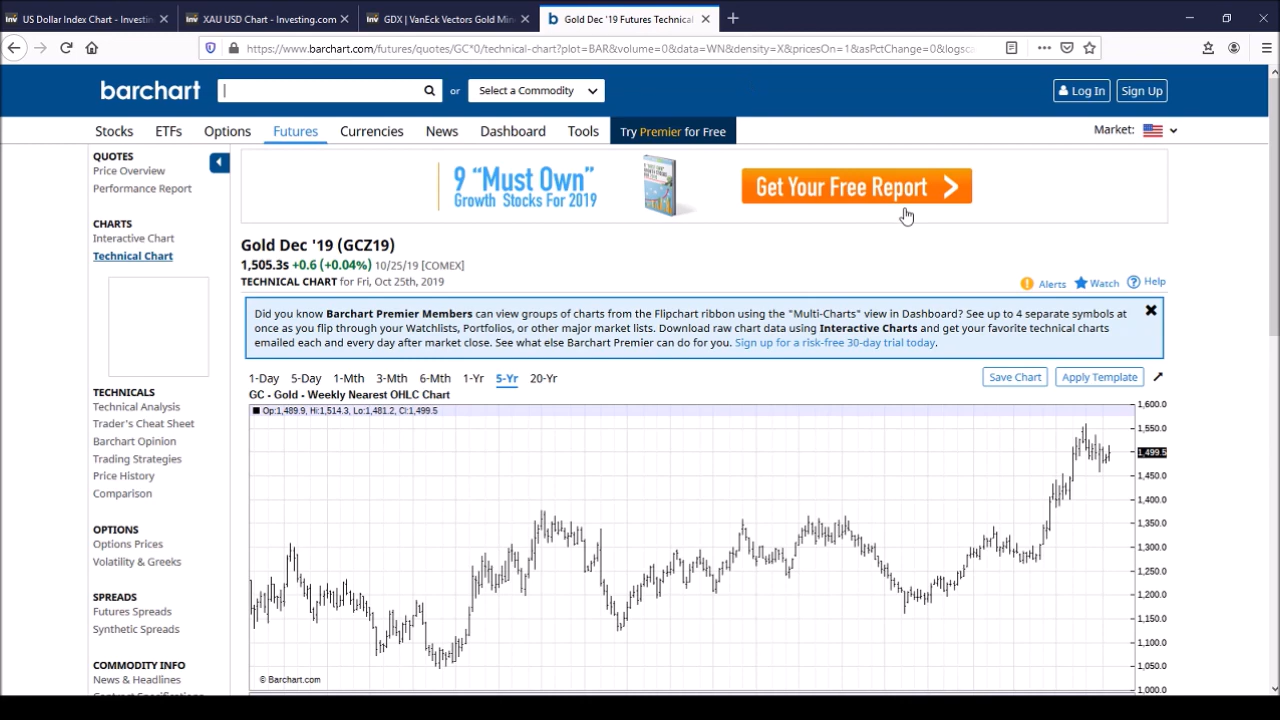 US Dollar Index Chart - Investin
XAU USD Chart - Investing.com
GDX | VanEck Vectors Gold Min
b Gold Dec '19 Futures Technical
https://www.barchart.com/futures/quotes/GC*0/technical-chart?plot=BAR&volume=0&data=WN&density=X&pricesOn=1&asPctChange=0&logsc
barchart
or
Select a Commodity
Log In
Sign Up
Stocks
ETFs
Options
Futures
Currencies
News
Dashboard
Tools
Try Premier for Free
Market:
QUOTES
Price Overview
Performance Report
CHARTS
Interactive Chart
Technical Chart
TECHNICALS
Technical Analysis
Trader's Cheat Sheet
Barchart Opinion
Trading Strategies
Price History
Comparison
OPTIONS
Options Prices
Volatility & Greeks
SPREADS
Futures Spreads
Synthetic Spreads
COMMODITY INFO
News & Headlines
9 "Must Own"
Growth Stocks For 2019
Get Your Free Report
Gold Dec '19 (GCZ19)
1,505.3s +0.6 (+0.04%) 10/25/19 [COMEX]
TECHNICAL CHART for Fri, Oct 25th, 2019
Alerts
Watch
Help
Did you know Barchart Premier Members can view groups of charts from the Flipchart ribbon using the "Multi-Charts" view in Dashboard? See up to 4 separate symbols at
once as you flip through your Watchlists, Portfolios, or other major market lists. Download raw chart data using Interactive Charts and get your favorite technical charts
emailed each and every day after market close. See what else Barchart Premier can do for you. Sign up for a risk-free 30-day trial today.
1-Day
5-Day
1-Mth
3-Mth
6-Mth
1-Yr
5-Yr
20-Yr
Save Chart
Apply Template
GC - Gold - Weekly Nearest OHLC Chart
Op:1,489.9, Hi:1,514.3, Lo:1,481.2, Cl:1,499.5
1,600.0
1,550.0
1,499.5
1,450.0
1,400.0
1,350.0
1,300.0
1,250.0
1,200.0
1,150.0
1,100.0
1,050.0
1,000.0
© Barchart.com